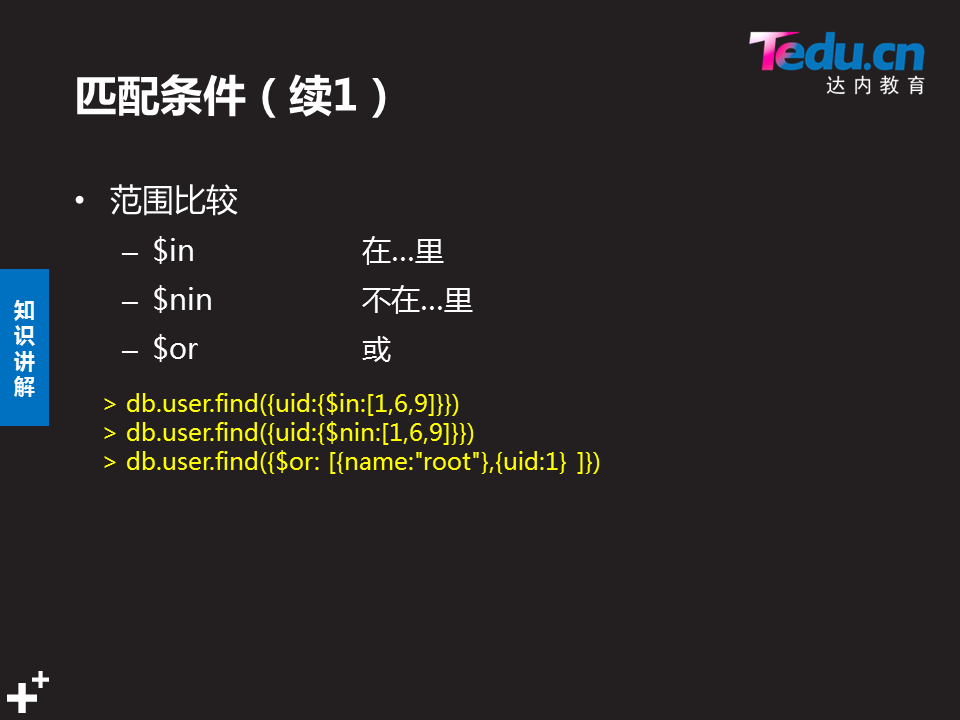 Tedu.cn
达内教育
匹配条件（续1）
• 范围比较
– $in 在…里
– $nin 不在…里
– $or 或
知识讲解
> db.user.find({uid:{$in:[1,6,9]}})
> db.user.find({uid:{$nin:[1,6,9]}})
> db.user.find({$or: [{name:"root"},{uid:1} ]})